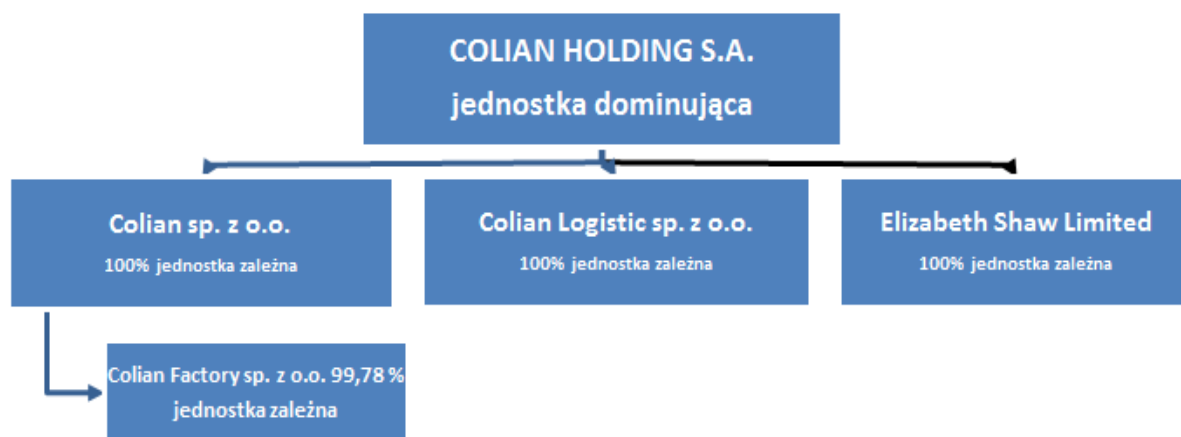 COLIAN HOLDING S.A.
jednostka dominująca
Colian sp. z o.o.
100% jednostka zależna
Colian Logistic sp. z o.o.
100% jednostka zależna
Elizabeth Shaw Limited
100% jednostka zależna
Colian Factory sp. z o.o. 99,78 %
jednostka zależna